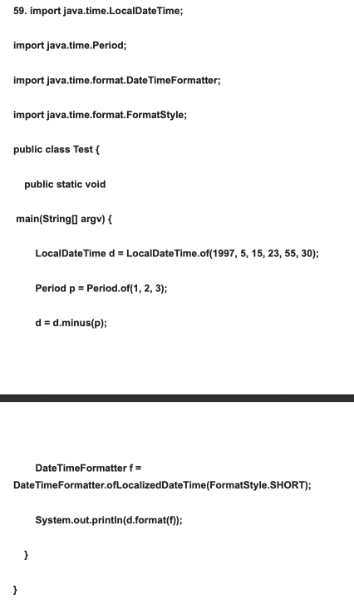 59. import java.time.LocalDateTime;
import java.time.Period;
import java.time.format.DateTimeFormatter;
import java.time.format.FormatStyle;
public class Test {
public static void
main(String[] argv) {
LocalDateTime d = LocalDateTime.of(1997, 5, 15, 23, 55, 30);
Period p = Period.of(1, 2, 3);
d = d.minus(p);
DateTimeFormatter f =
DateTimeFormatter.ofLocalizedDateTime(FormatStyle.SHORT);
System.out.println(d.format(f));
}
}